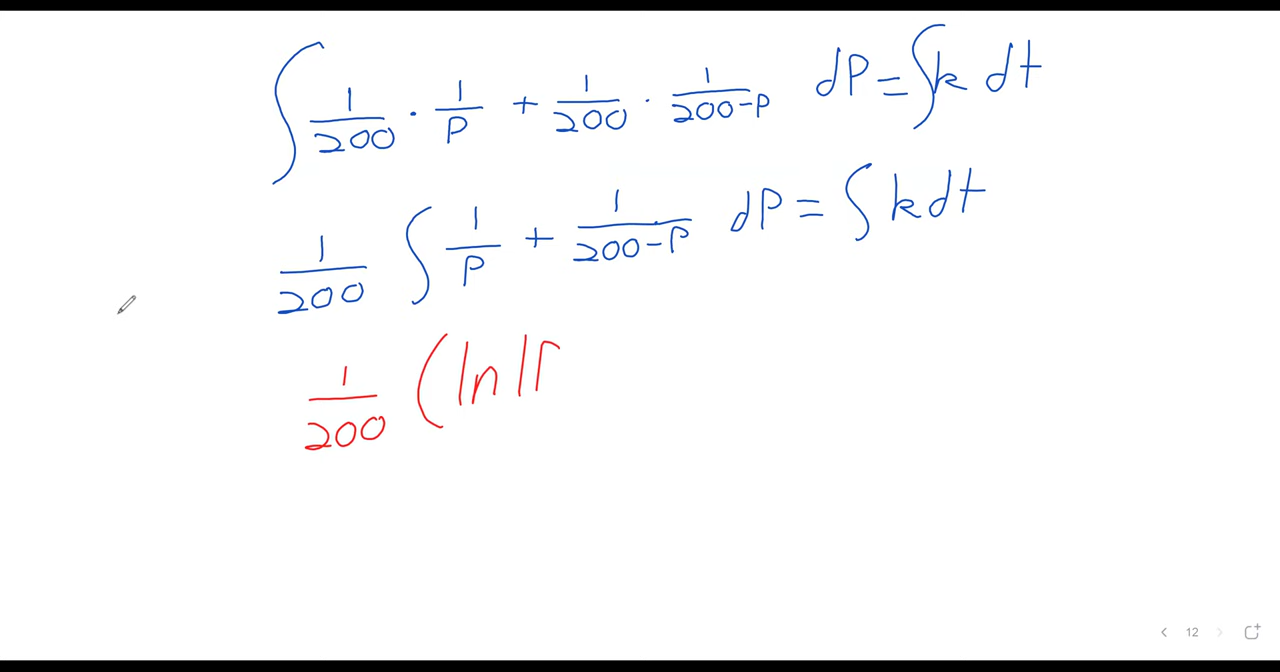 ∫ 1/200 · 1/P + 1/200 · 1/(200-P) dP = ∫ k dt
1/200 ∫ 1/P + 1/(200-P) dP = ∫ k dt
1/200 (ln |
12